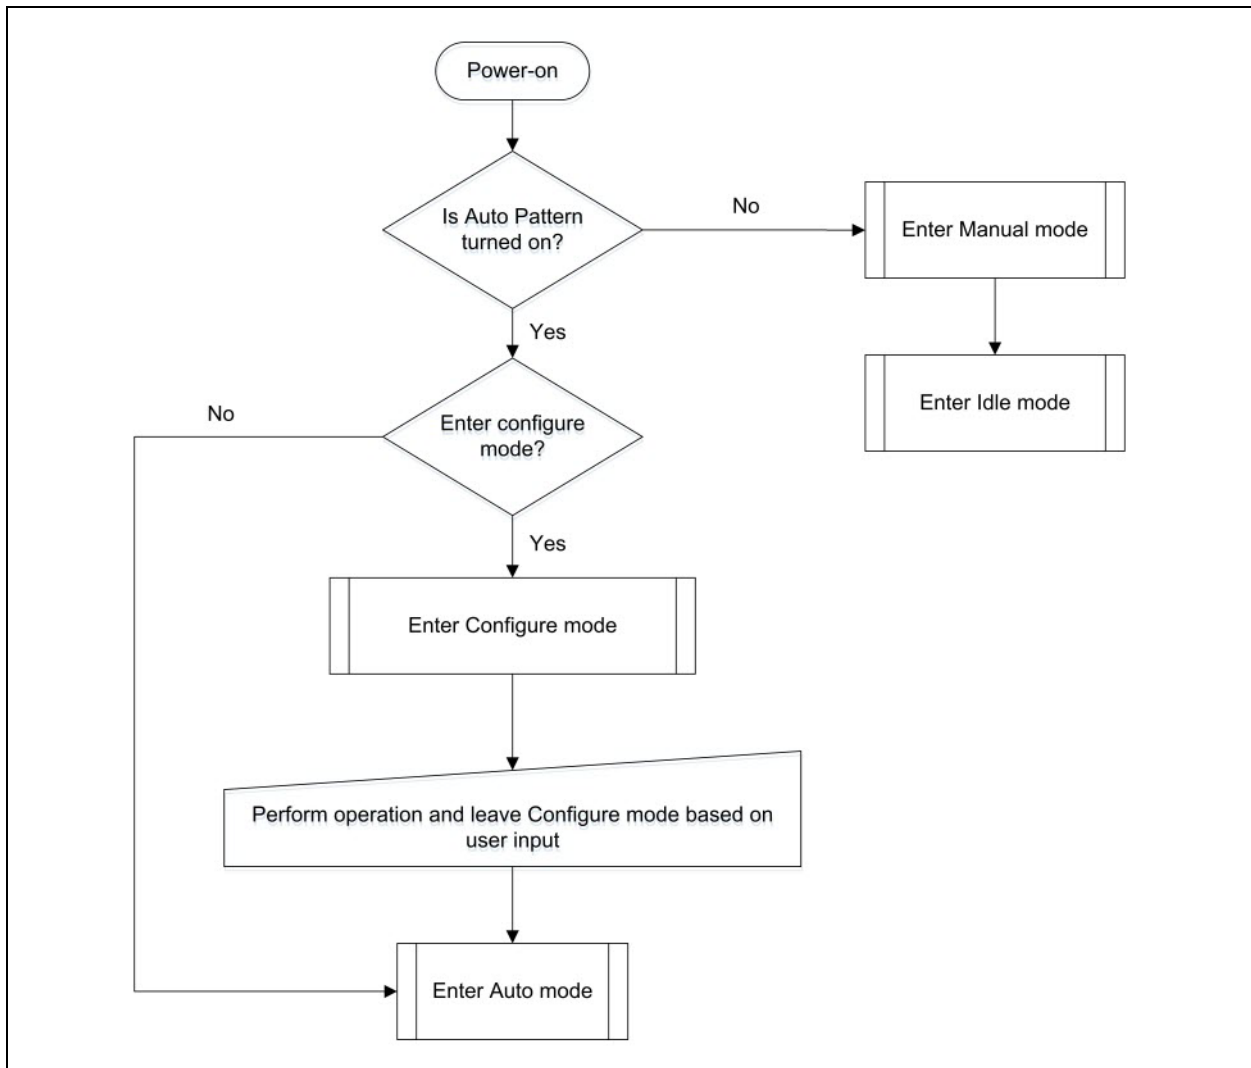 Power-on
Is Auto Pattern
turned on?
No
Enter Manual mode
Yes
Enter Idle mode
No
Enter configure
mode?
Yes
Enter Configure mode
Perform operation and leave Configure mode based on
user input
Enter Auto mode